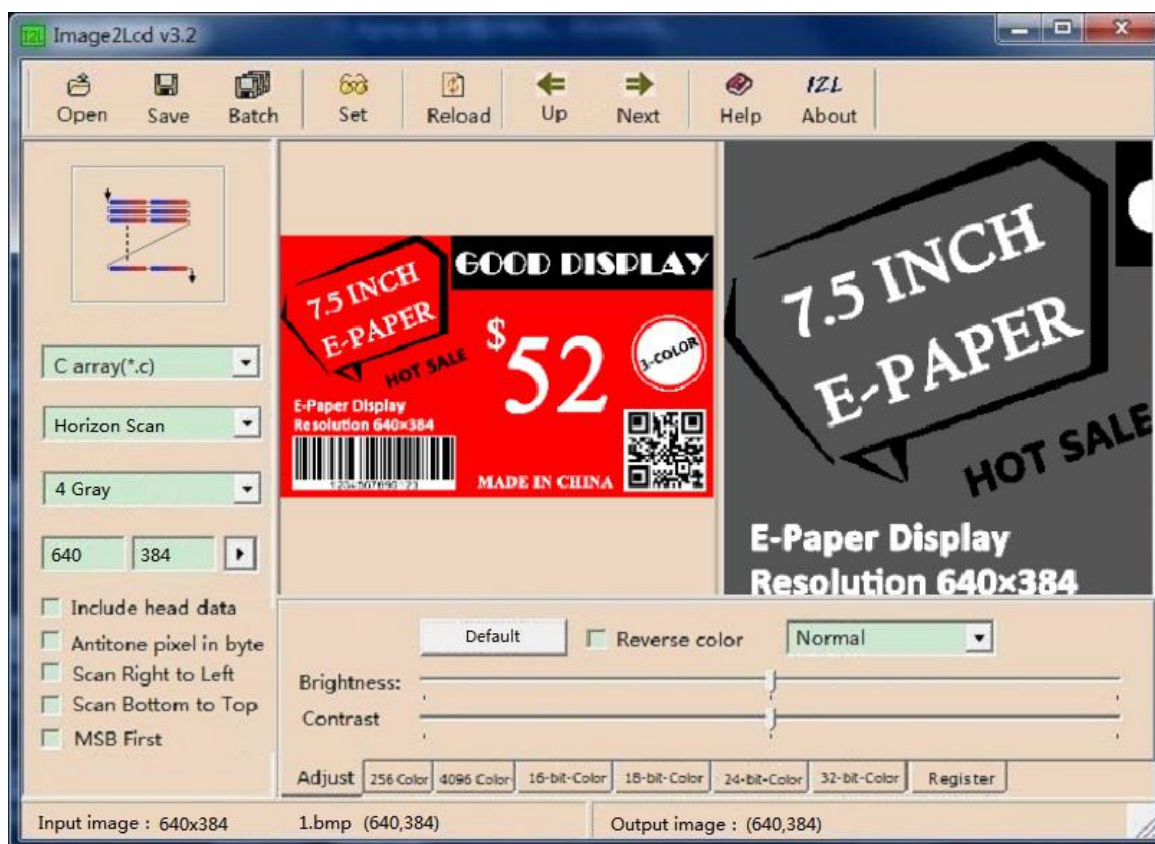 I2L Image2Lcd v3.2
Open Save Batch Set Reload Up Next Help I2L About
C array(*.c)
Horizon Scan
4 Gray
640 384
Include head data
Antitone pixel in byte
Scan Right to Left
Scan Bottom to Top
MSB First
7.5 INCH
E-PAPER
HOT SALE
GOOD DISPLAY
$52
3-COLOR
E-Paper Display
Resolution 640×384
1234567890123
MADE IN CHINA
7.5 INCH
E-PAPER
HOT SALE
E-Paper Display
Resolution 640×384
Default Reverse color Normal
Brightness:
Contrast
Adjust 256 Color 4096 Color 16-bit-Color 18-bit-Color 24-bit-Color 32-bit-Color Register
Input image : 640x384 1.bmp (640,384) Output image : (640,384)